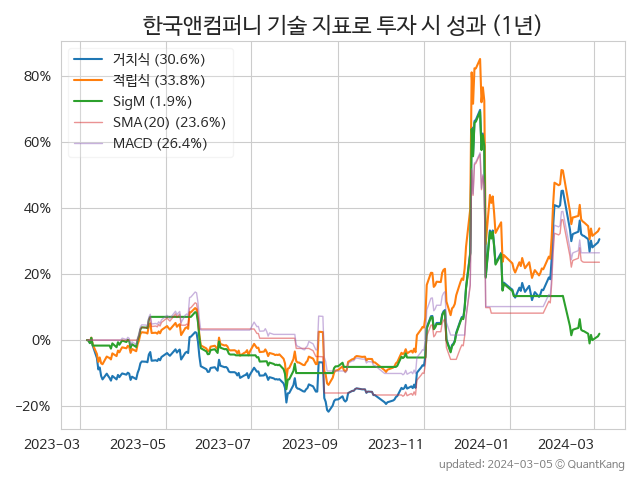 한국앤컴퍼니 기술 지표로 투자 시 성과 (1년)
거치식 (30.6%)
적립식 (33.8%)
SigM (1.9%)
SMA(20) (23.6%)
MACD (26.4%)
80%
60%
40%
20%
0%
−20%
2023−03 2023−05 2023−07 2023−09 2023−11 2024−01 2024−03
updated: 2024−03−05 © QuantKang